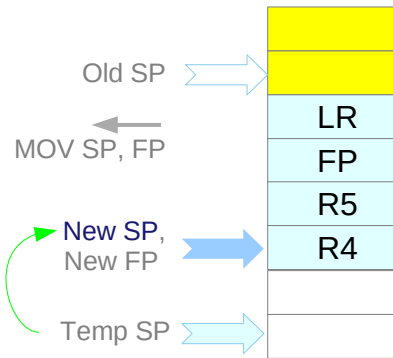 Old SP
LR
MOV SP, FP
FP
R5
New SP,
New FP
R4
Temp SP